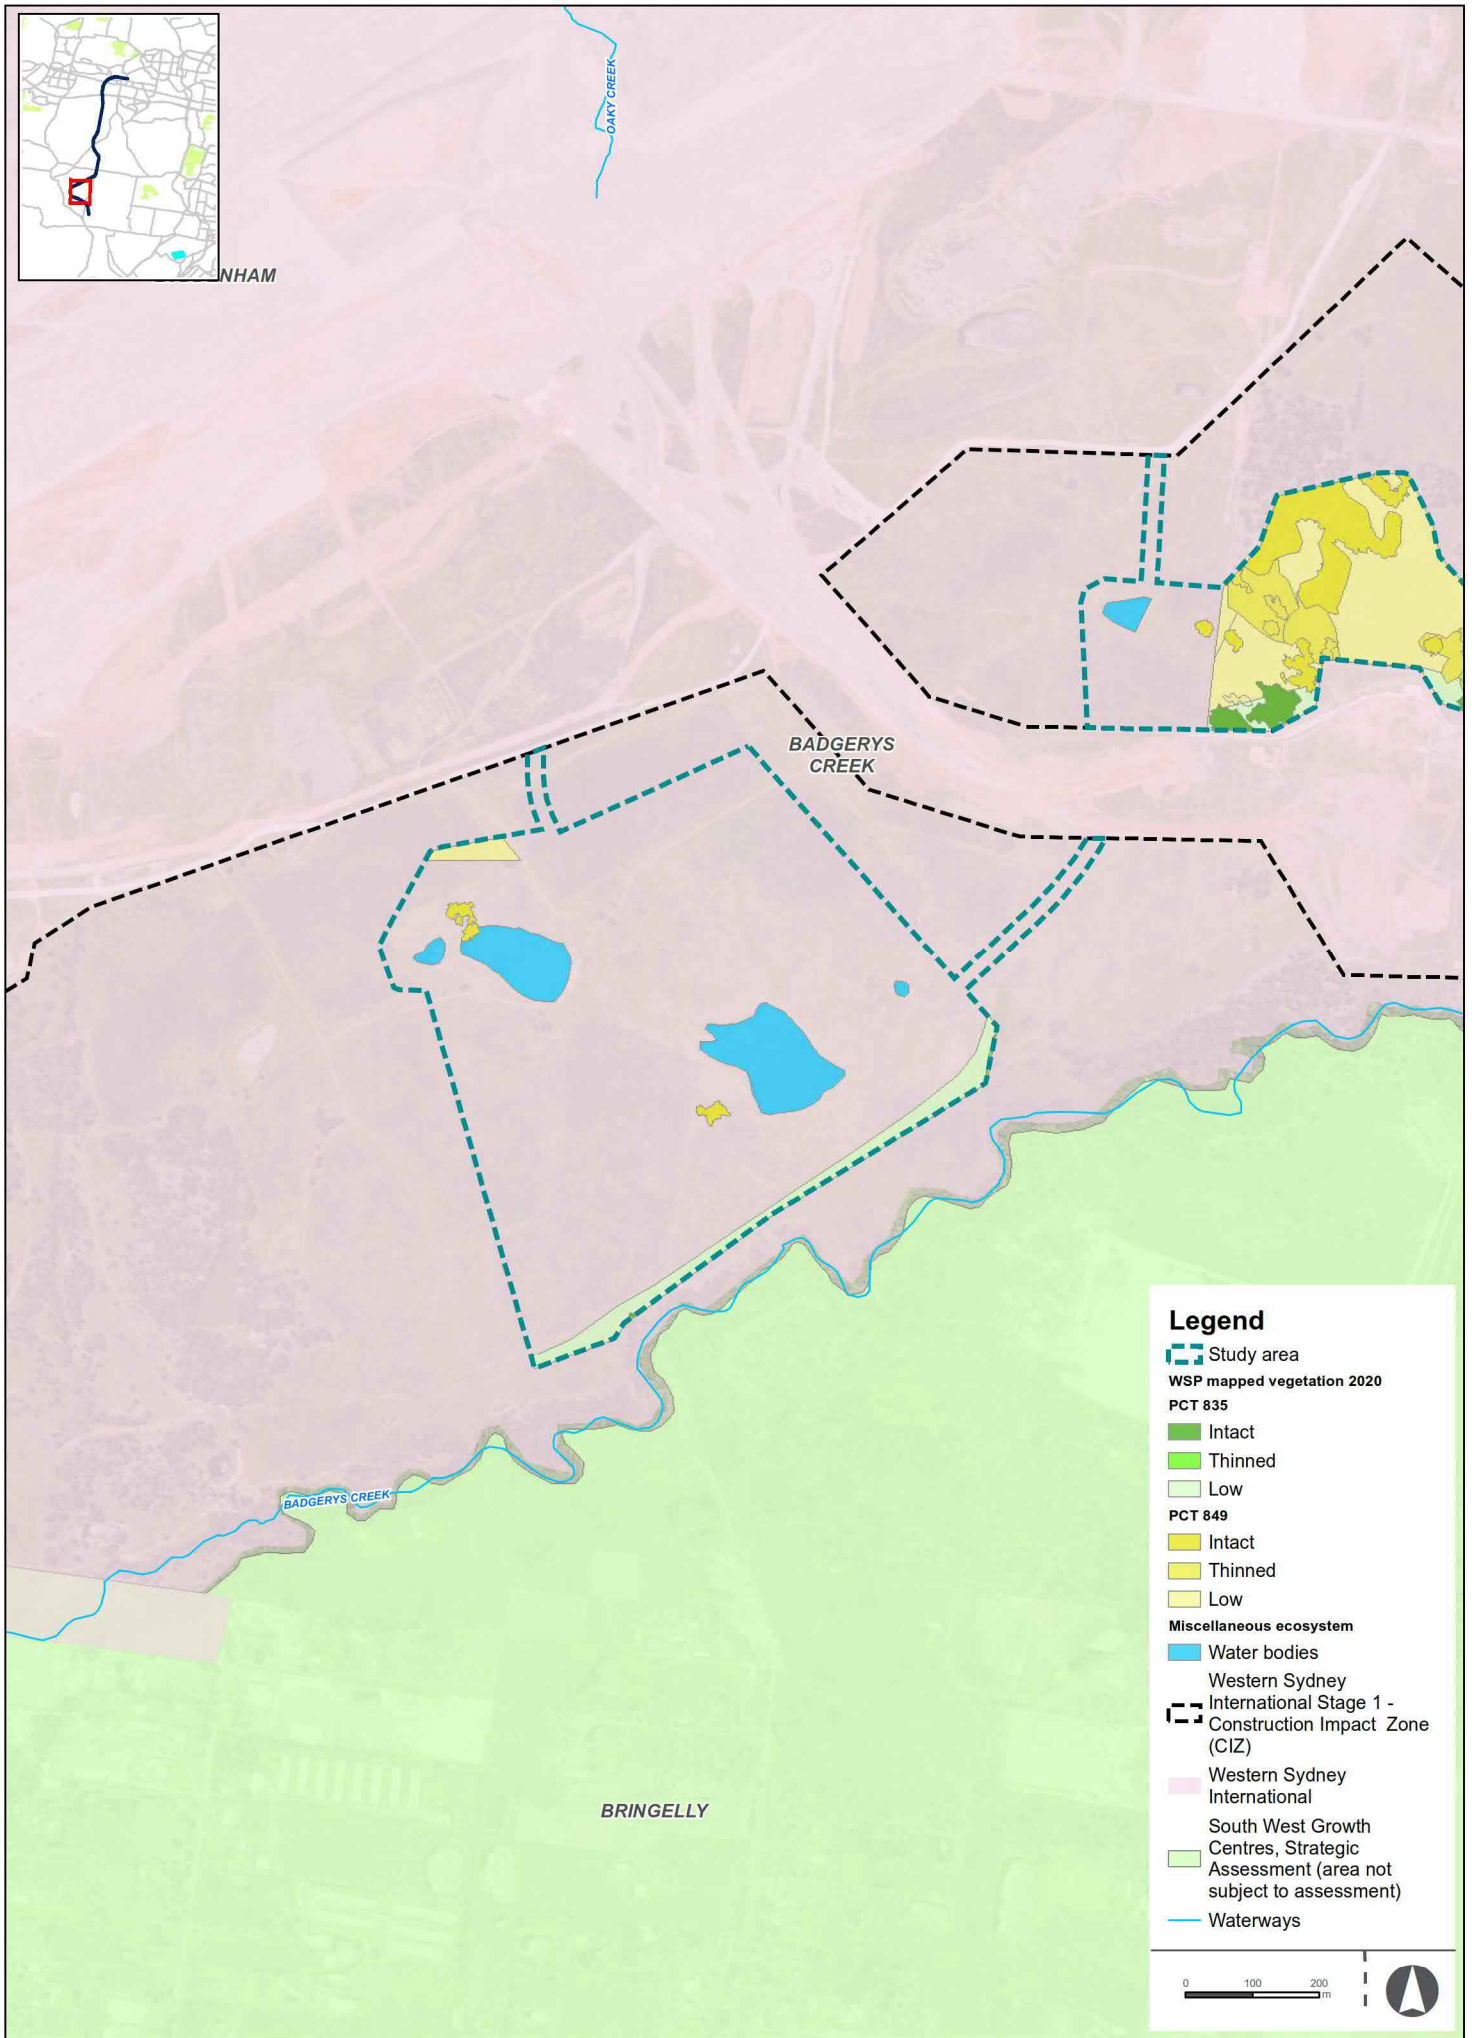 OAKY CREEK
NHAM
BADGERYS
CREEK
BADGERYS CREEK
BRINGELLY
Legend
Study area
WSP mapped vegetation 2020
PCT 835
Intact
Thinned
Low
PCT 849
Intact
Thinned
Low
Miscellaneous ecosystem
Water bodies
Western Sydney
International Stage 1 -
Construction Impact Zone
(CIZ)
Western Sydney
International
South West Growth
Centres, Strategic
Assessment (area not
subject to assessment)
Waterways
0 100 200
m